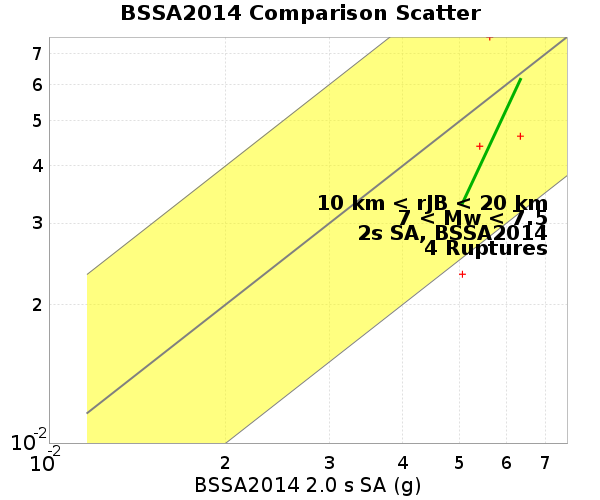 BSSA2014 Comparison Scatter
7
6
5
4
3
2
10-2
10 km < rJB < 20 km
7 < Mw < 7.5
2s SA, BSSA2014
4 Ruptures
10-2 2 3 4 5 6 7
BSSA2014 2.0 s SA (g)